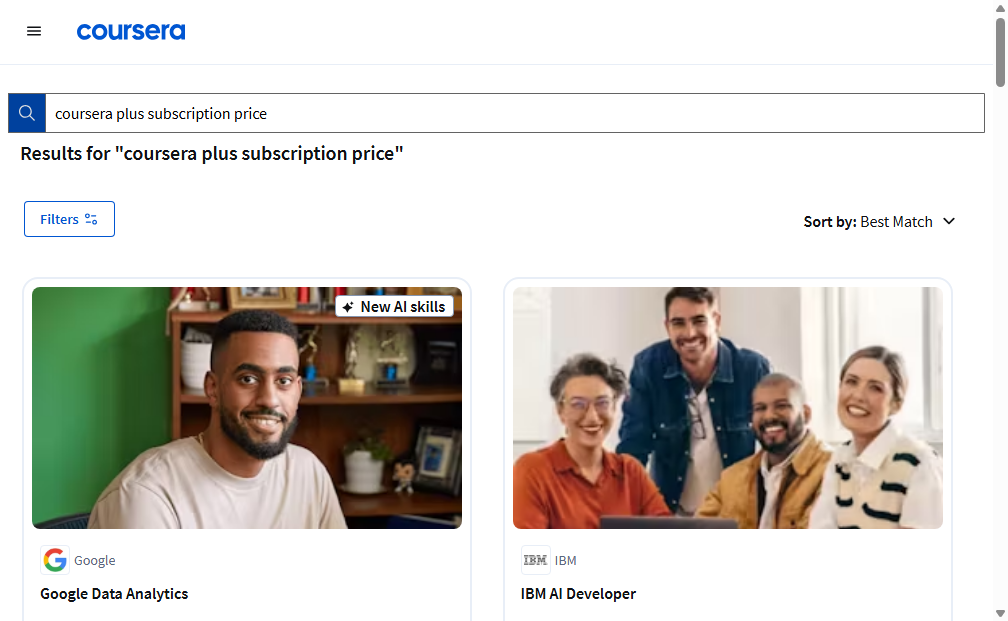 coursera
coursera plus subscription price
Results for "coursera plus subscription price"
Filters
Sort by: Best Match
New AI skills
Google
Google Data Analytics
IBM IBM
IBM AI Developer